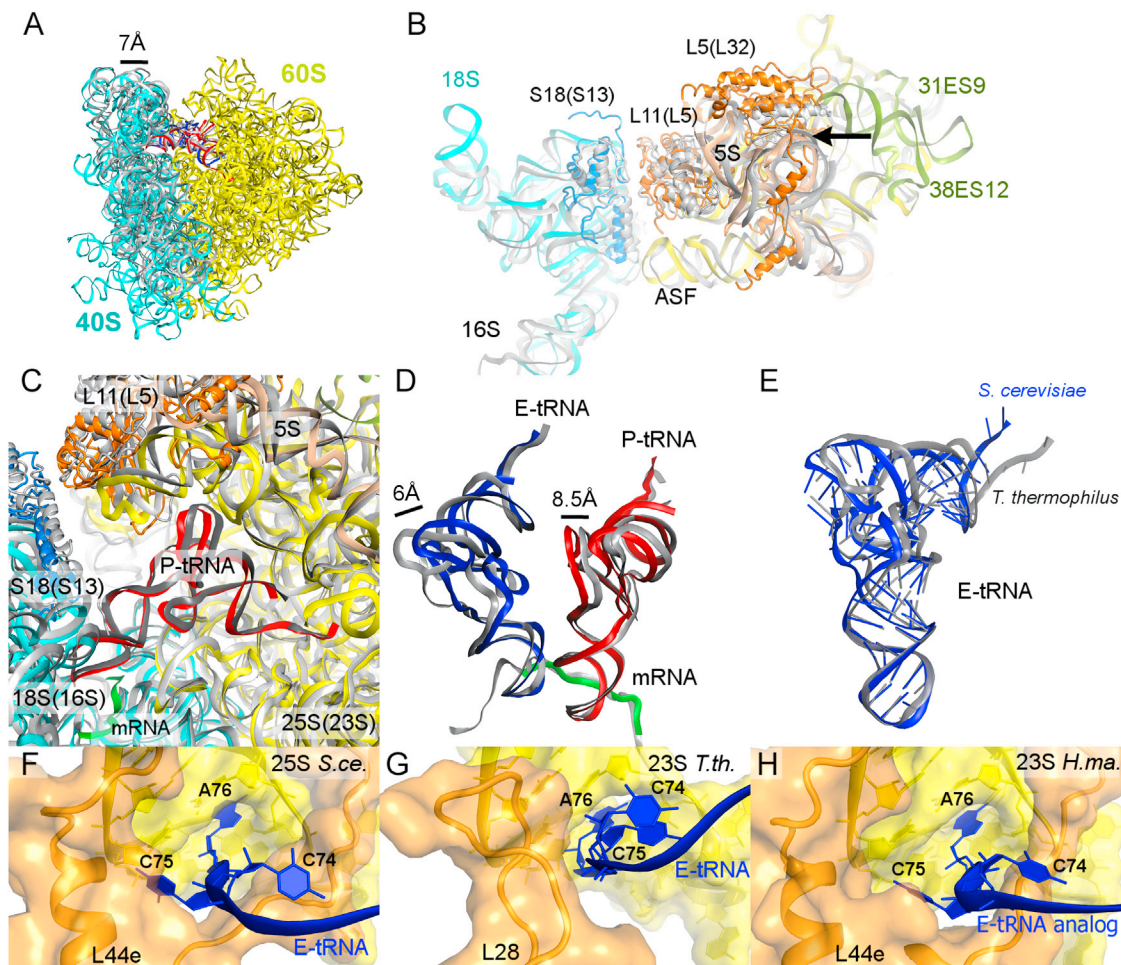 A
7Å
60S
40S
B
18S
S18(S13)
L5(L32)
L11(L5)
5S
31ES9
38ES12
ASF
16S
C
L11(L5)
5S
P-tRNA
S18(S13)
18S(16S)
mRNA
25S(23S)
D
E-tRNA
P-tRNA
6Å
8.5Å
mRNA
E
S. cerevisiae
T. thermophilus
E-tRNA
F
25S S.ce.
A76
C75
C74
E-tRNA
L44e
G
23S T.th.
A76
C74
C75
E-tRNA
L28
H
23S H.ma.
A76
C75
C74
E-tRNA analog
L44e